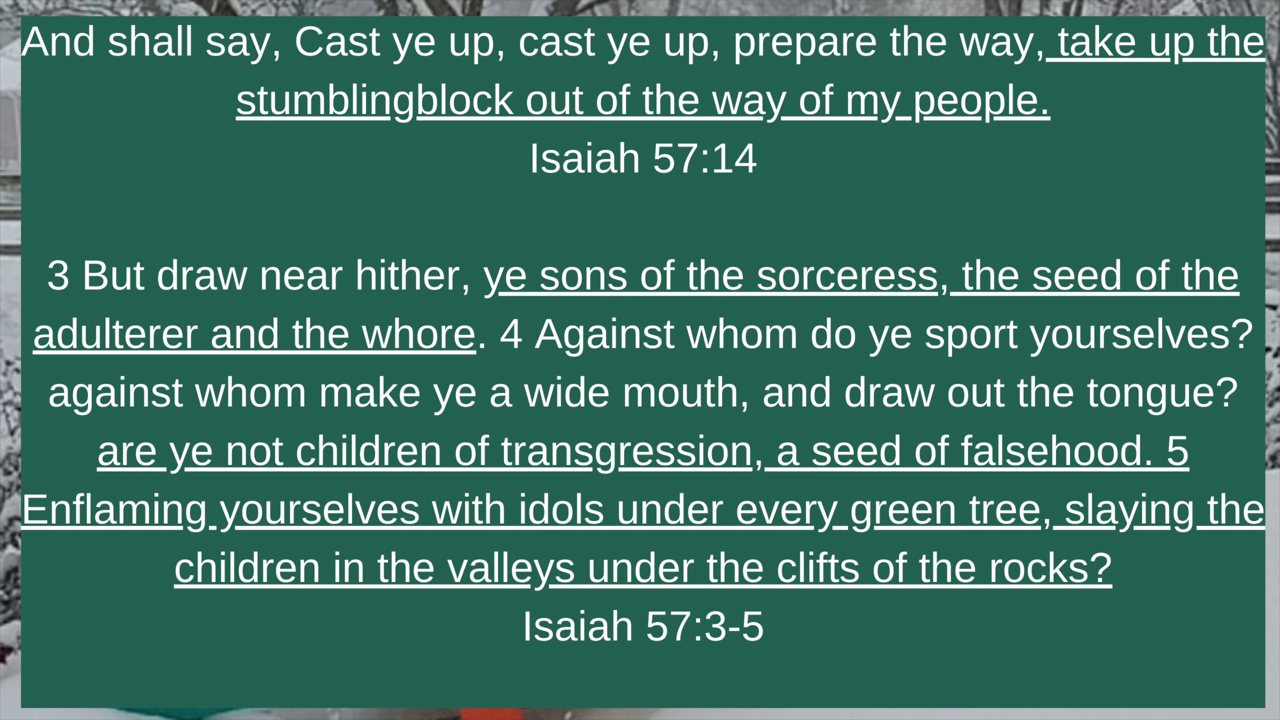 And shall say, Cast ye up, cast ye up, prepare the way, take up the
stumblingblock out of the way of my people.
Isaiah 57:14
3 But draw near hither, ye sons of the sorceress, the seed of the
adulterer and the whore. 4 Against whom do ye sport yourselves?
against whom make ye a wide mouth, and draw out the tongue?
are ye not children of transgression, a seed of falsehood. 5
Enflaming yourselves with idols under every green tree, slaying the
children in the valleys under the clifts of the rocks?
Isaiah 57:3-5